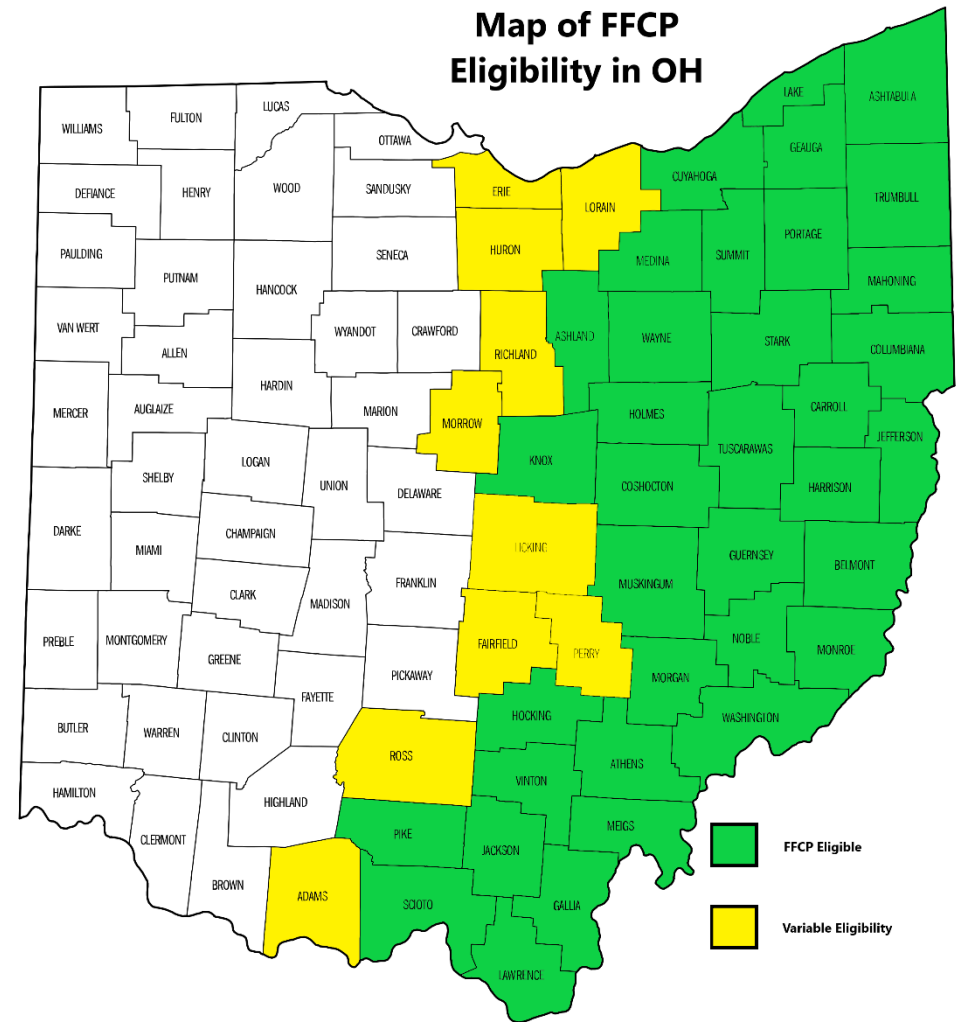 Map of FFCP
Eligibility in OH
LAKE
ASHTABULA
LUCAS
FULTON
WILLIAMS
OTTAWA
GEAUGA
CUYAHOGA
DEFIANCE
HENRY
WOOD
SANDUSKY
ERIE
LORAIN
TRUMBULL
PORTAGE
PAULDING
SENECA
HURON
MEDINA
SUMMIT
PUTNAM
HANCOCK
MAHONING
VAN WERT
WYANDOT
CRAWFORD
ASHLAND
WAYNE
STARK
COLUMBIANA
ALLEN
RICHLAND
HARDIN
MERCER
AUGLAIZE
MARION
MORROW
HOLMES
CARROLL
JEFFERSON
TUSCARAWAS
KNOX
LOGAN
SHELBY
UNION
DELAWARE
COSHOCTON
HARRISON
DARKE
CHAMPAIGN
MIAMI
LICKING
GUERNSEY
BELMONT
FRANKLIN
MUSKINGUM
CLARK
MADISON
PREBLE
MONTGOMERY
GREENE
FAIRFIELD
PERRY
NOBLE
MONROE
PICKAWAY
MORGAN
FAYETTE
HOCKING
WASHINGTON
BUTLER
WARREN
CLINTON
ROSS
ATHENS
VINTON
HAMILTON
HIGHLAND
CLERMONT
PIKE
MEIGS
JACKSON
FFCP Eligible
BROWN
ADAMS
SCIOTO
GALLIA
Variable Eligibility
LAWRENCE